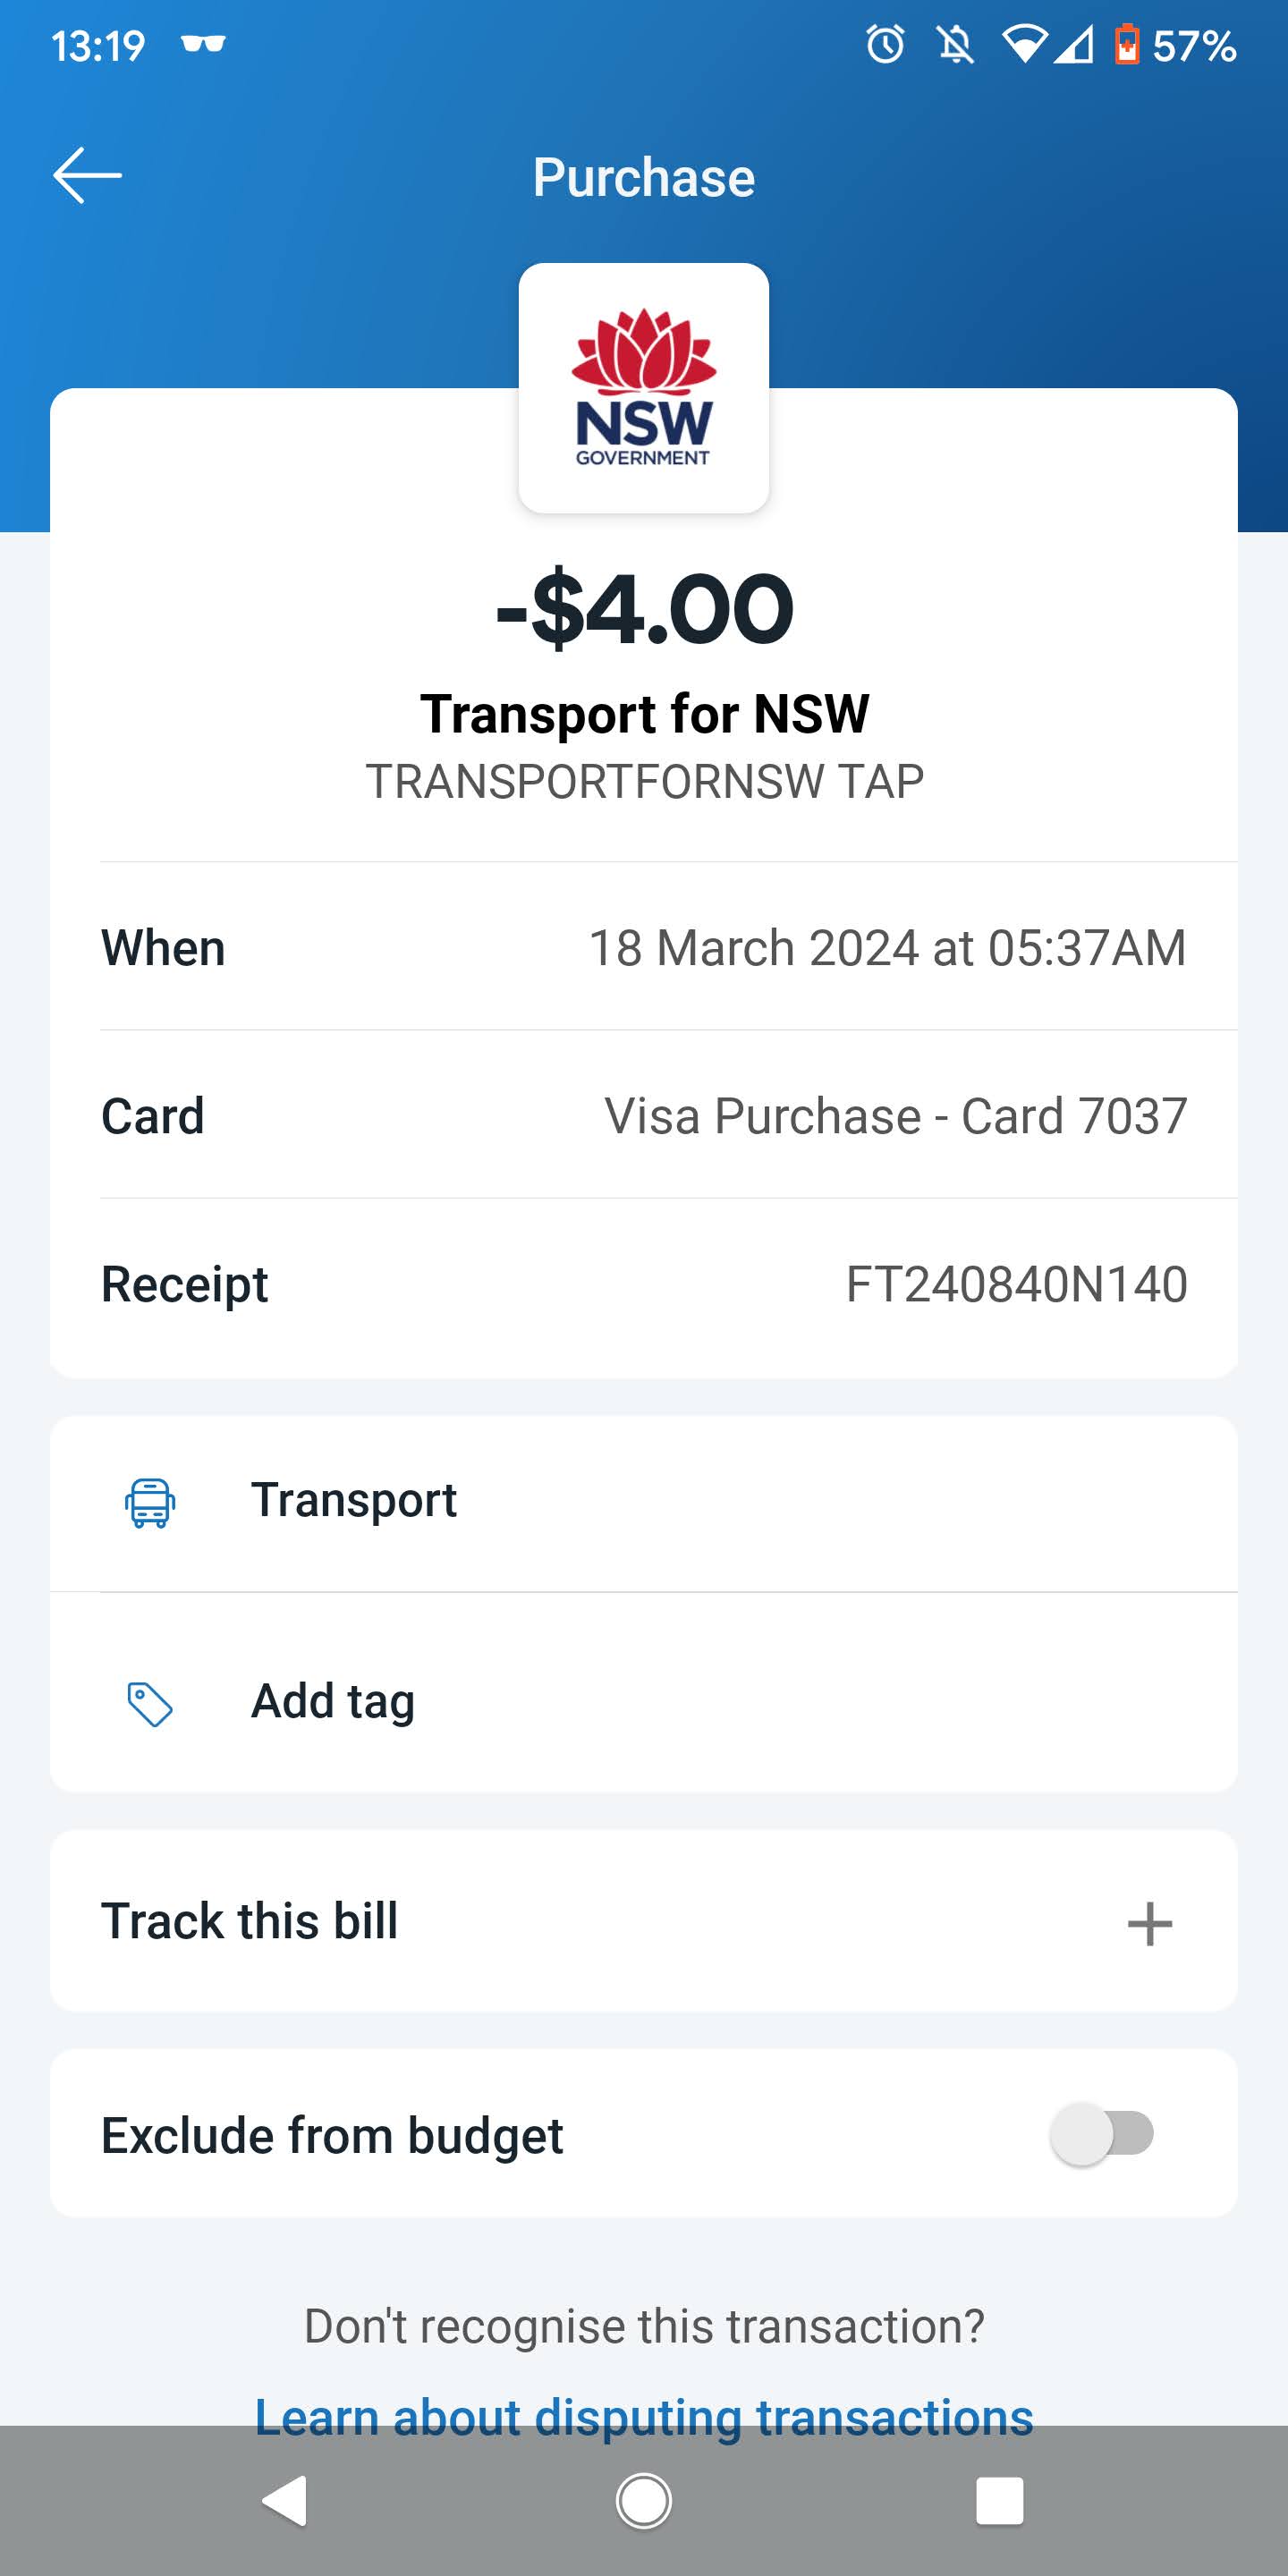 13:19 57%
Purchase
NSW
GOVERNMENT
-$4.00
Transport for NSW
TRANSPORTFORNSW TAP
When 18 March 2024 at 05:37AM
Card Visa Purchase - Card 7037
Receipt FT240840N140
Transport
Add tag
Track this bill
Exclude from budget
Don't recognise this transaction?
Learn about disputing transactions